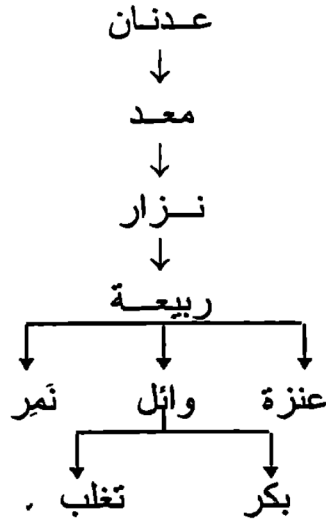 عدنان
معد
نزار
ربيعة
عنزة وائل نَمِر
بكر تغلب .